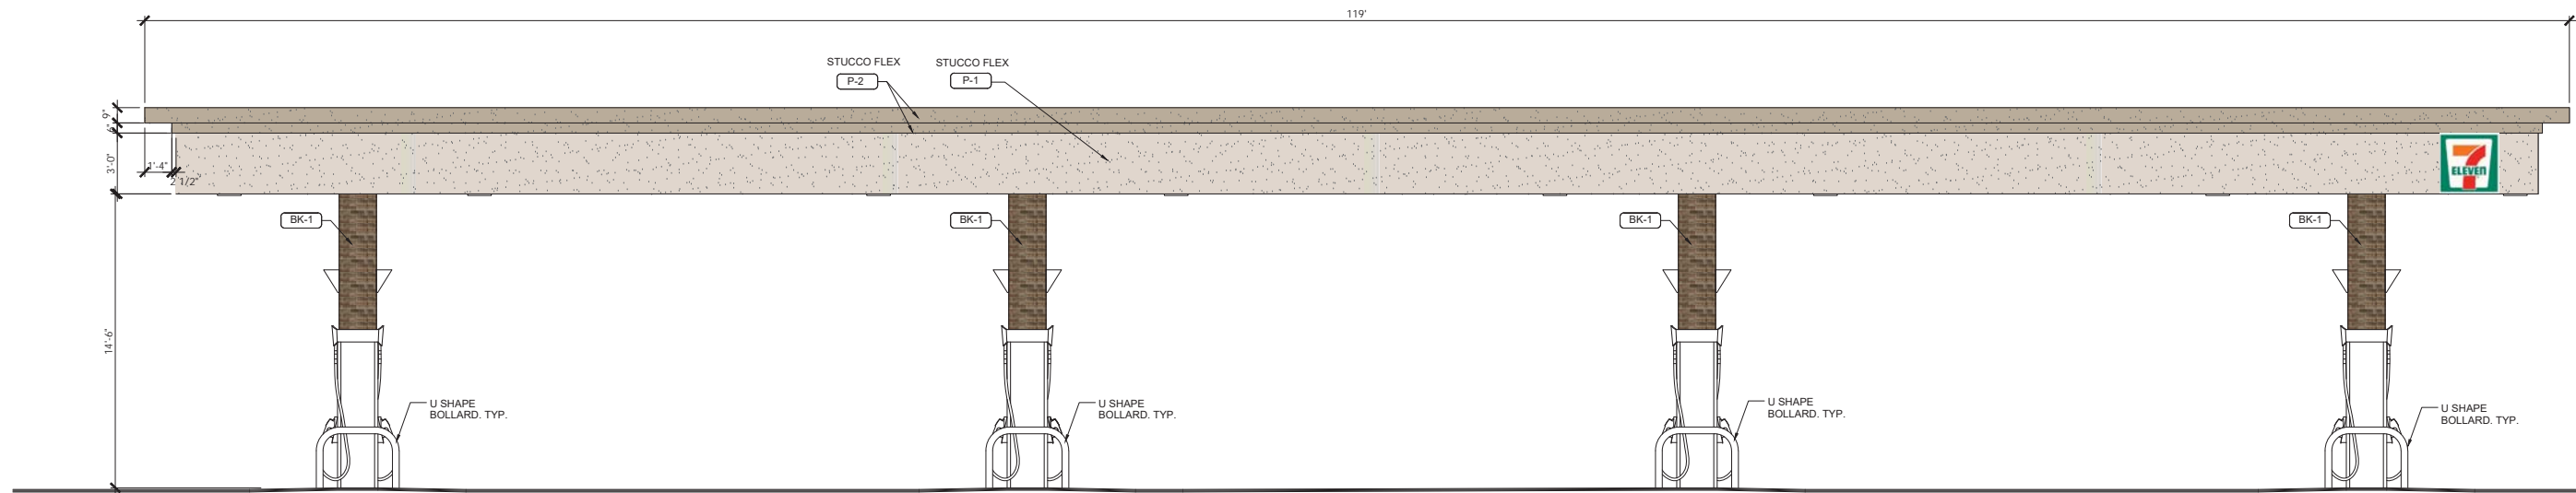 119'
STUCCO FLEX
STUCCO FLEX
P-2
P-1
9"
6"
3'-0"
1'-4"
2 1/2"
7
ELEVEn
BK-1
BK-1
BK-1
BK-1
14'-6"
U SHAPE
BOLLARD. TYP.
U SHAPE
BOLLARD. TYP.
U SHAPE
BOLLARD. TYP.
U SHAPE
BOLLARD. TYP.